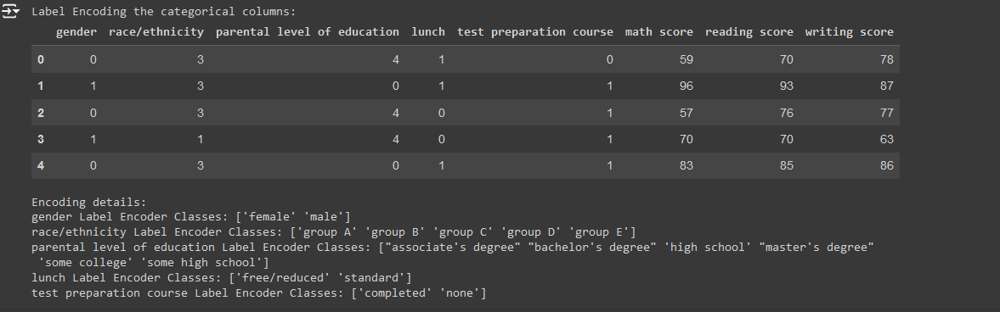 Label Encoding the categorical columns:
gender race/ethnicity parental level of education lunch test preparation course math score reading score writing score
0 0 3 4 1 0 59 70 78
1 1 3 0 1 1 96 93 87
2 0 3 4 0 1 57 76 77
3 1 1 4 0 1 70 70 63
4 0 3 0 1 1 83 85 86
Encoding details:
gender Label Encoder Classes: ['female' 'male']
race/ethnicity Label Encoder Classes: ['group A' 'group B' 'group C' 'group D' 'group E']
parental level of education Label Encoder Classes: ["associate's degree" "bachelor's degree" 'high school' "master's degree"
'some college' 'some high school']
lunch Label Encoder Classes: ['free/reduced' 'standard']
test preparation course Label Encoder Classes: ['completed' 'none']